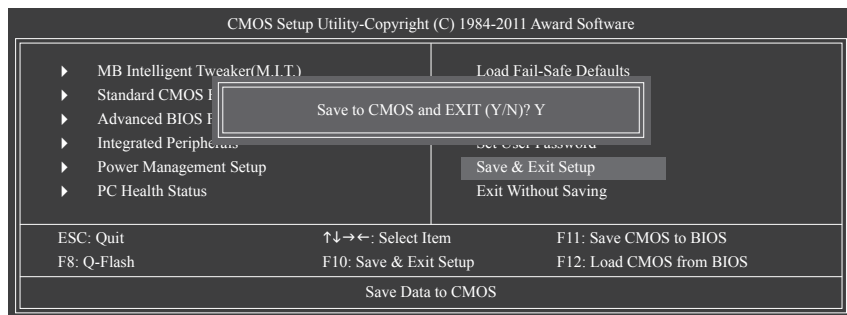 CMOS Setup Utility-Copyright (C) 1984-2011 Award Software
MB Intelligent Tweaker(M.I.T.)
Standard CMOS
Advanced BIOS
Integrated Peripherals
Power Management Setup
PC Health Status
Load Fail-Safe Defaults
Set User Password
Save & Exit Setup
Exit Without Saving
Save to CMOS and EXIT (Y/N)? Y
ESC: Quit ↑↓→←: Select Item F11: Save CMOS to BIOS
F8: Q-Flash F10: Save & Exit Setup F12: Load CMOS from BIOS
Save Data to CMOS